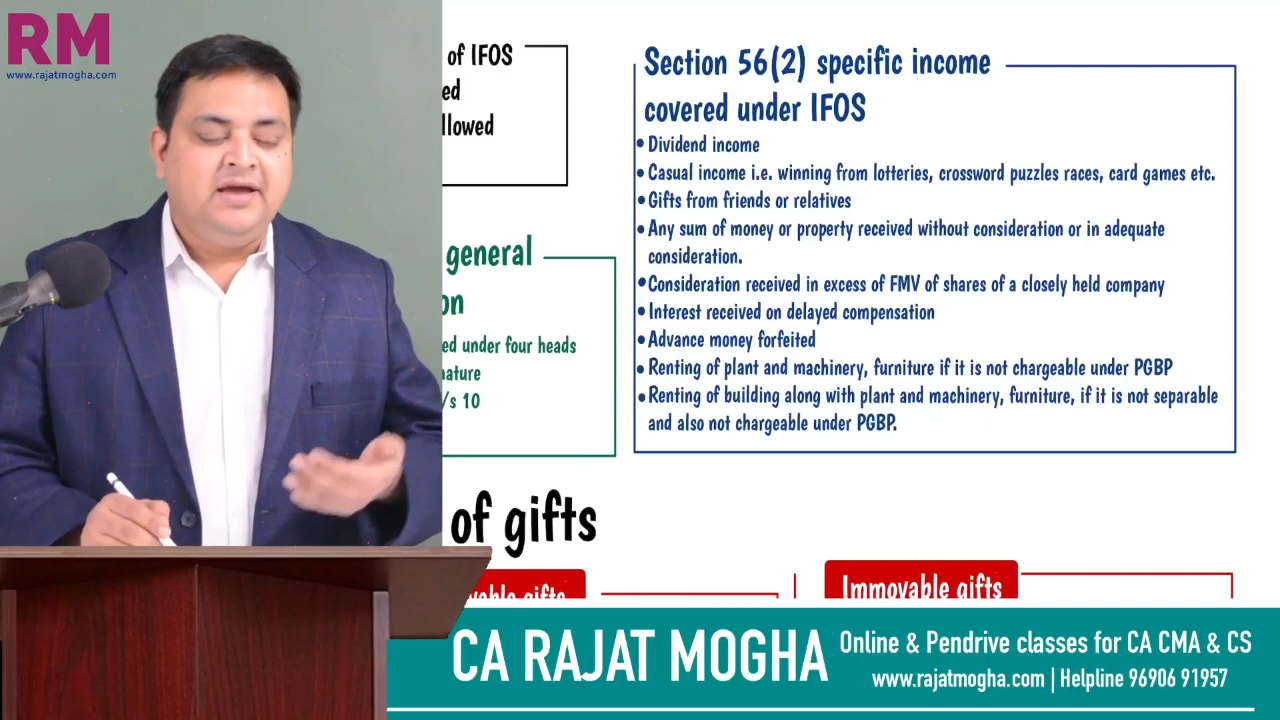 RM
www.rajatmogha.com
of IFOS
Section 56(2) specific income
covered under IFOS
• Dividend income
• Casual income i.e. winning from lotteries, crossword puzzles races, card games etc.
• Gifts from friends or relatives
• Any sum of money or property received without consideration or in adequate
consideration.
• Consideration received in excess of FMV of shares of a closely held company
• Interest received on delayed compensation
• Advance money forfeited
• Renting of plant and machinery, furniture if it is not chargeable under PGBP
• Renting of building along with plant and machinery, furniture, if it is not separable
and also not chargeable under PGBP.
general
under four heads
10
of gifts
gifts
Immovable gifts
CA RAJAT MOGHA
Online & Pendrive classes for CA CMA & CS
www.rajatmogha.com | Helpline 96906 91957